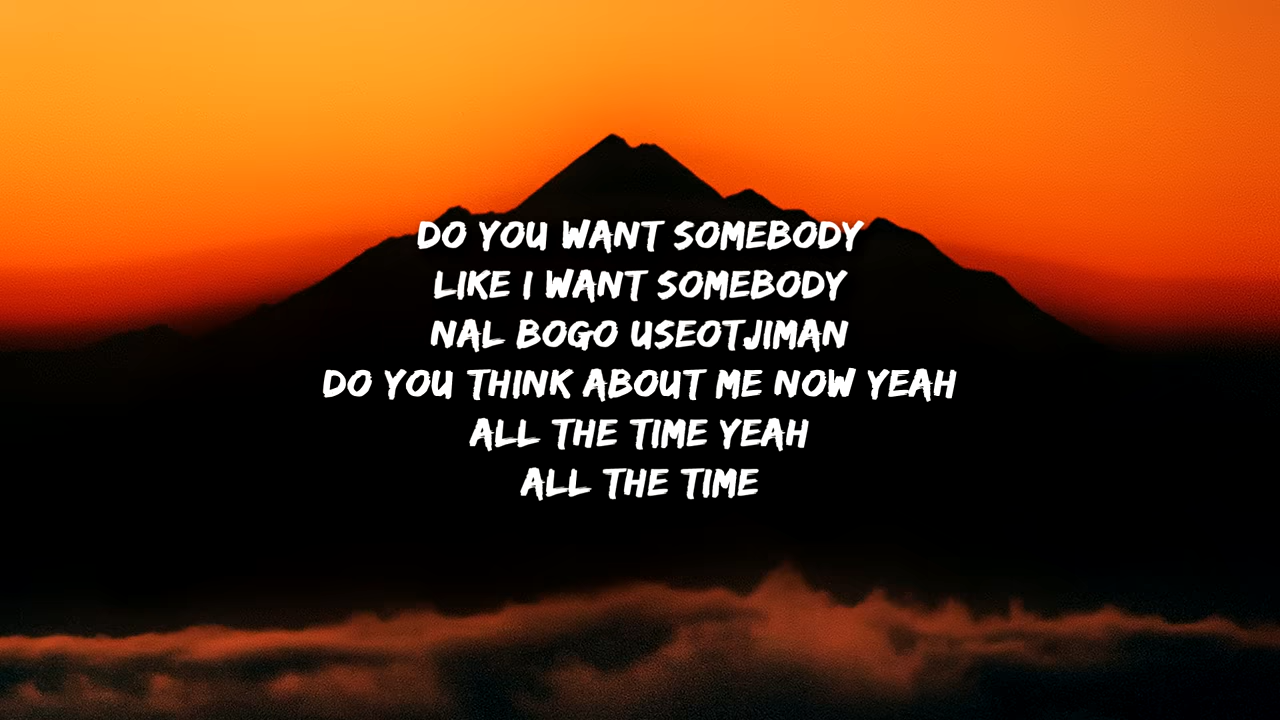 DO YOU WANT SOMEBODY
LIKE I WANT SOMEBODY
NAL BOGO USEOTJIMAN
DO YOU THINK ABOUT ME NOW YEAH
ALL THE TIME YEAH
ALL THE TIME